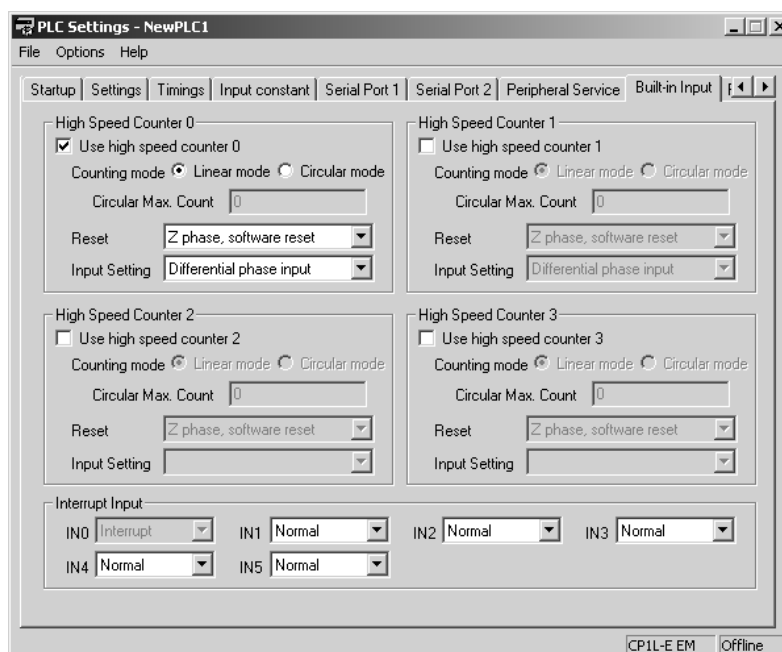 PLC Settings - NewPLC1
File Options Help
Startup Settings Timings Input constant Serial Port 1 Serial Port 2 Peripheral Service Built-in Input
High Speed Counter 0
Use high speed counter 0
Counting mode Linear mode Circular mode
Circular Max. Count 0
Reset Z phase, software reset
Input Setting Differential phase input
High Speed Counter 1
Use high speed counter 1
Counting mode Linear mode Circular mode
Circular Max. Count 0
Reset Z phase, software reset
Input Setting Differential phase input
High Speed Counter 2
Use high speed counter 2
Counting mode Linear mode Circular mode
Circular Max. Count 0
Reset Z phase, software reset
Input Setting
High Speed Counter 3
Use high speed counter 3
Counting mode Linear mode Circular mode
Circular Max. Count 0
Reset Z phase, software reset
Input Setting
Interrupt Input
IN0 Interrupt IN1 Normal IN2 Normal IN3 Normal
IN4 Normal IN5 Normal
CP1L-E EM Offline